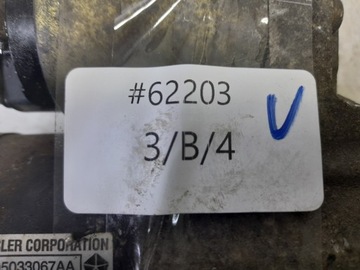 #62203
3/B/4
V
LER CORPORATION
5033067AA